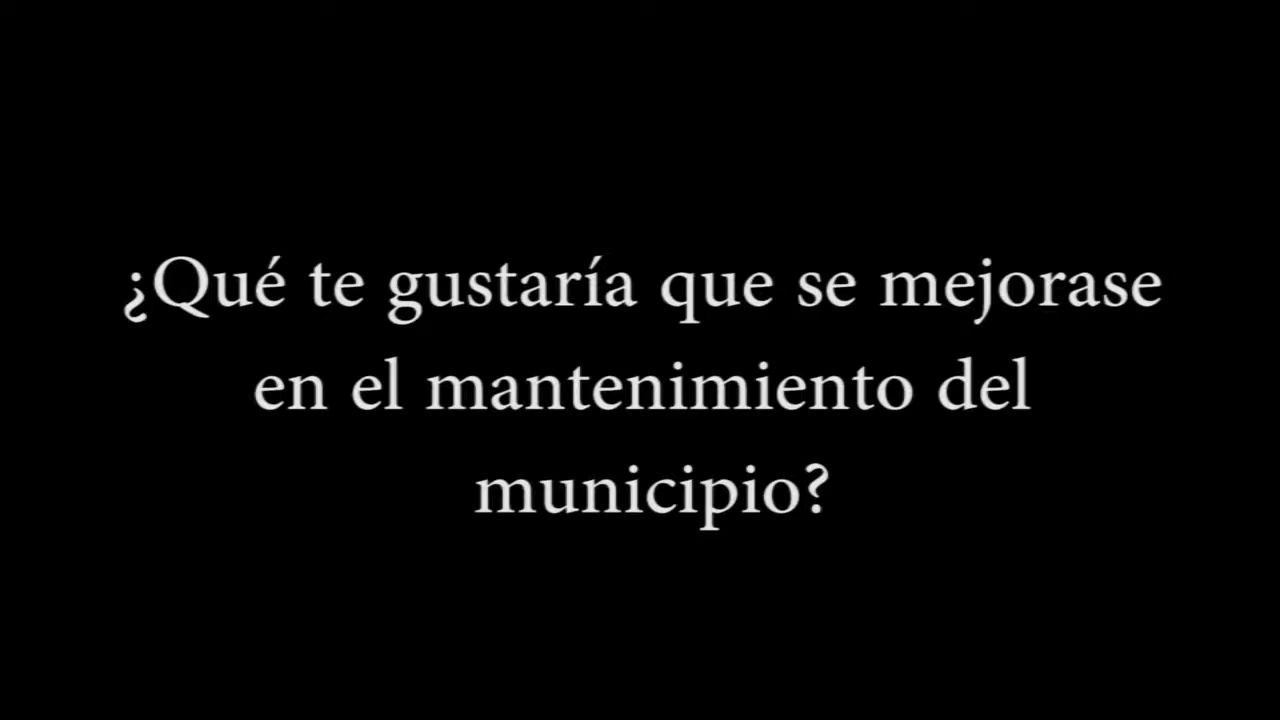 ¿Qué te gustaría que se mejorase
en el mantenimiento del
municipio?